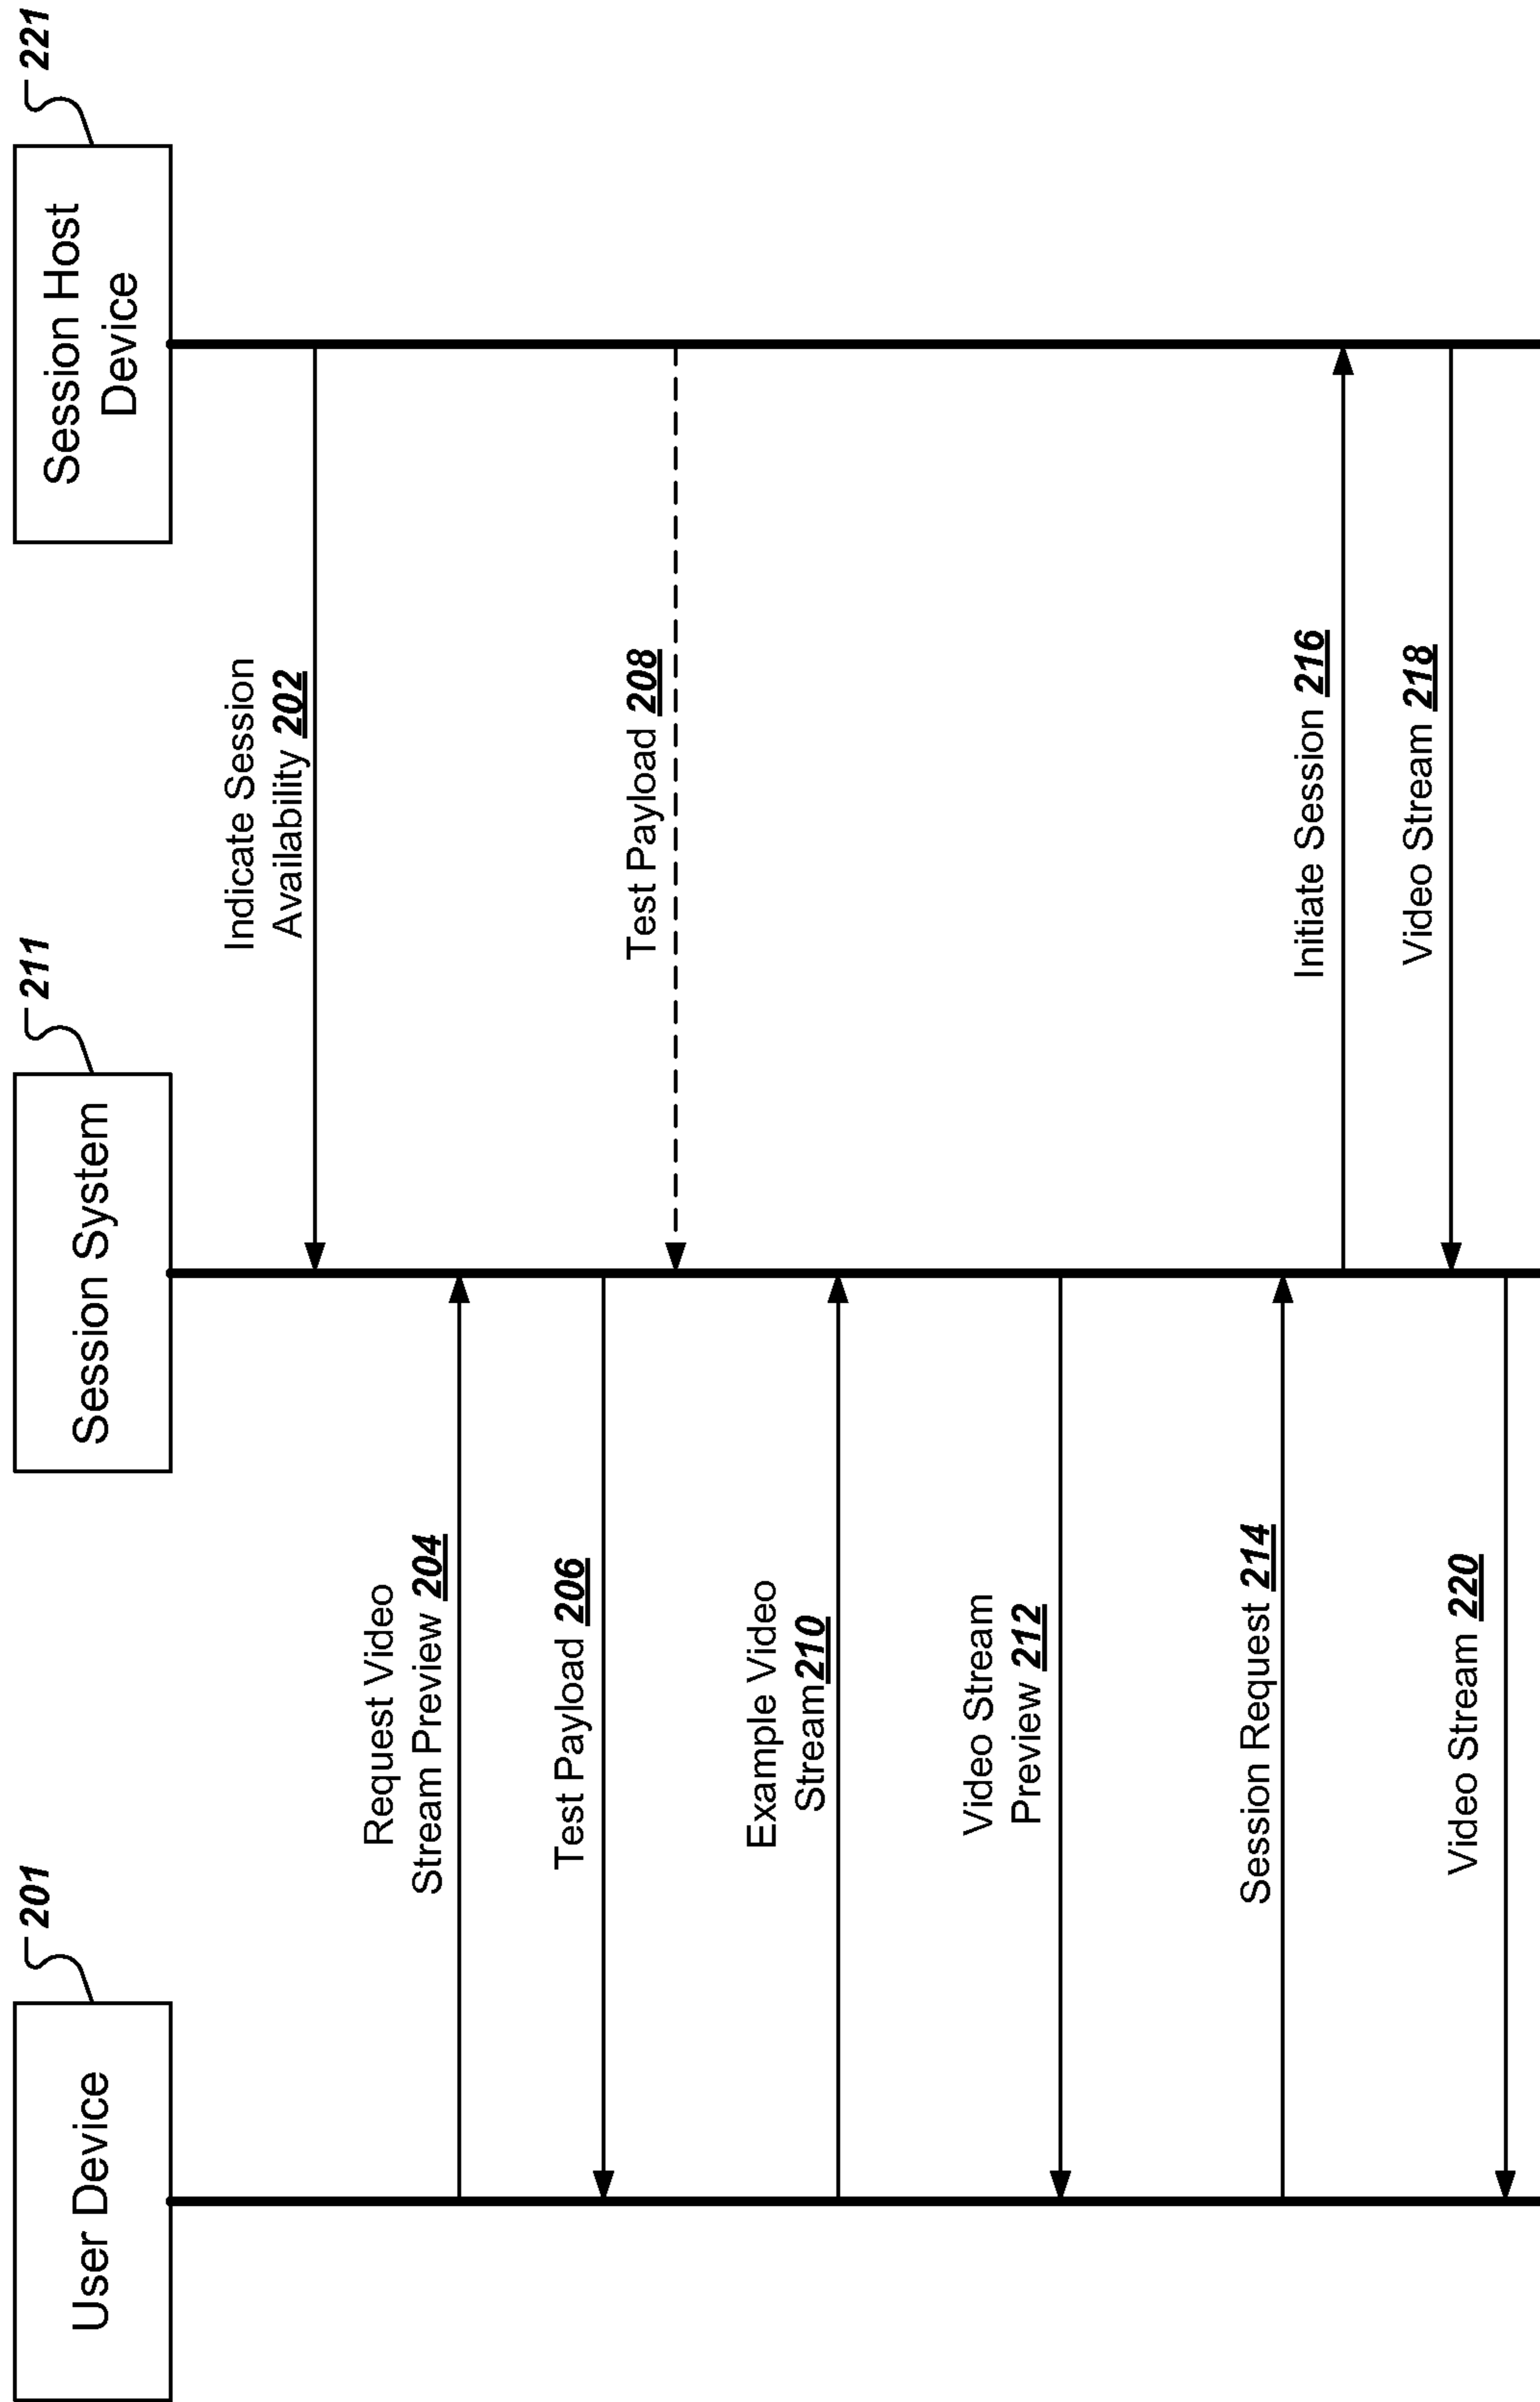 User Device
201
Session System
211
Session Host
Device
221
Indicate Session
Availability 202
Request Video
Stream Preview 204
Test Payload 206
Test Payload 208
Example Video
Stream210
Video Stream
Preview 212
Session Request 214
Initiate Session 216
Video Stream 218
Video Stream 220